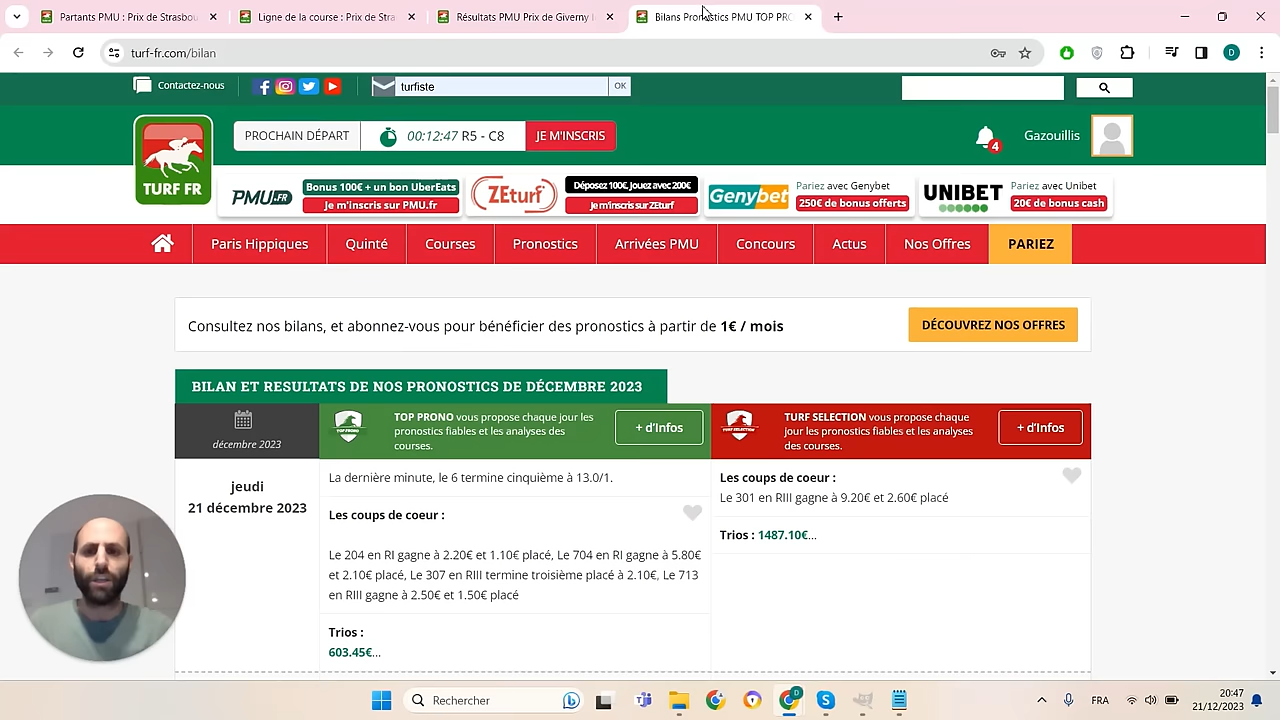 Partants PMU : Prix de Strasbou
Ligne de la course : Prix de Stra
Résultats PMU Prix de Giverny
Bilans Pronostics PMU TOP PRO
turf-fr.com/bilan
D
Contactez-nous
turfiste
OK
TURF FR
PROCHAIN DÉPART
00:12:47 R5 - C8
JE M'INSCRIS
4
Gazouillis
PMU.FR
Bonus 100€ + un bon UberEats
Je m'inscris sur PMU.fr
ZEturf
Déposez 100€, Jouez avec 200€
Je m'inscris sur ZEturf
Genybet
Pariez avec Genybet
250€ de bonus offerts
UNIBET
Pariez avec Unibet
20€ de bonus cash
Paris Hippiques
Quinté
Courses
Pronostics
Arrivées PMU
Concours
Actus
Nos Offres
PARIEZ
Consultez nos bilans, et abonnez-vous pour bénéficier des pronostics à partir de 1€ / mois
DÉCOUVREZ NOS OFFRES
BILAN ET RESULTATS DE NOS PRONOSTICS DE DÉCEMBRE 2023
décembre 2023
TOP PRONO vous propose chaque jour les
pronostics fiables et les analyses des
courses.
+ d'Infos
TURF SELECTION vous propose chaque
jour les pronostics fiables et les analyses
des courses.
+ d'Infos
jeudi
21 décembre 2023
La dernière minute, le 6 termine cinquième à 13.0/1.
Les coups de coeur :
Le 204 en RI gagne à 2.20€ et 1.10€ placé, Le 704 en RI gagne à 5.80€
et 2.10€ placé, Le 307 en RIII termine troisième placé à 2.10€, Le 713
en RIII gagne à 2.50€ et 1.50€ placé
Trios :
603.45€...
Les coups de coeur :
Le 301 en RIII gagne à 9.20€ et 2.60€ placé
Trios : 1487.10€...
Rechercher
FRA
20:47
21/12/2023